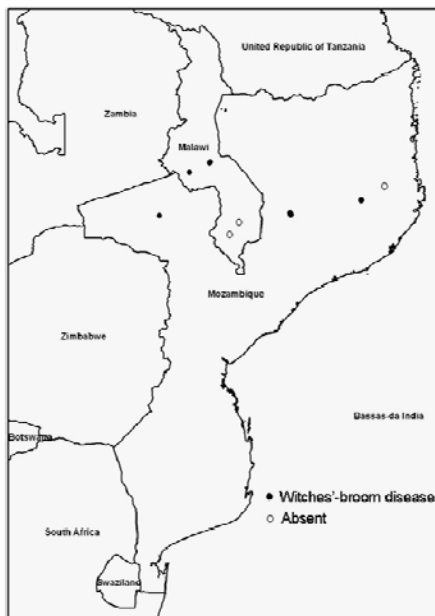 United Republic of Tanzania
Zambia
Malawi
Mozambique
Zimbabwe
Bassas da India
Botswana
Witches'-broom disease
Absent
South Africa
Swaziland